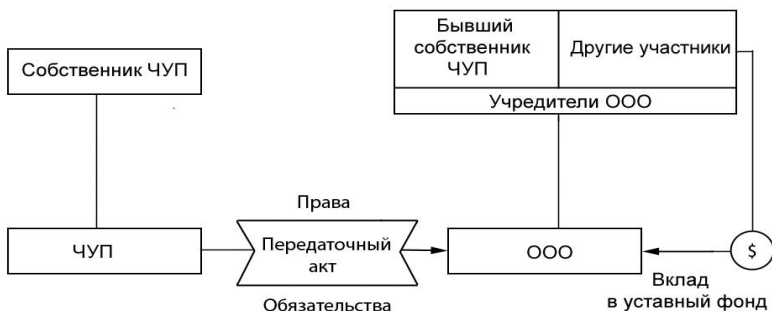 Собственник ЧУП
Бывший
собственник
ЧУП
Другие участники
Учредители ООО
Права
ЧУП
Передаточный
акт
ООО
$
Обязательства
Вклад
в уставный фонд